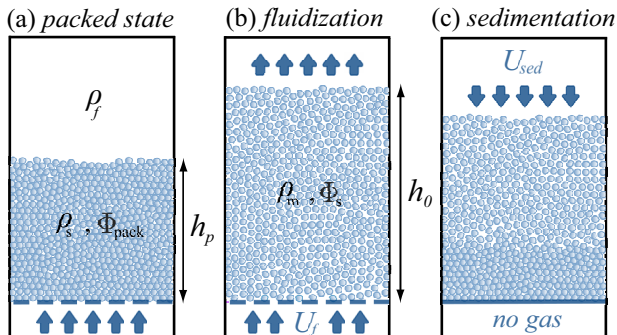 (a) packed state
ρf
ρs , Φpack
hp
(b) fluidization
ρm , Φs
h0
Uf
(c) sedimentation
Used
no gas